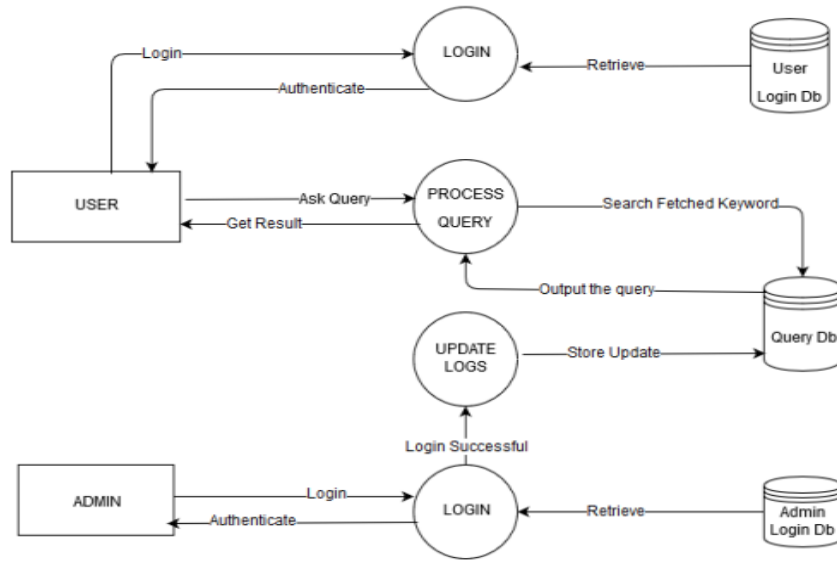 Login
LOGIN
Retrieve
User
Login Db
Authenticate
USER
Ask Query
PROCESS
QUERY
Search Fetched Keyword
Get Result
Output the query
Query Db
UPDATE
LOGS
Store Update
Login Successful
ADMIN
Login
LOGIN
Retrieve
Admin
Login Db
Authenticate